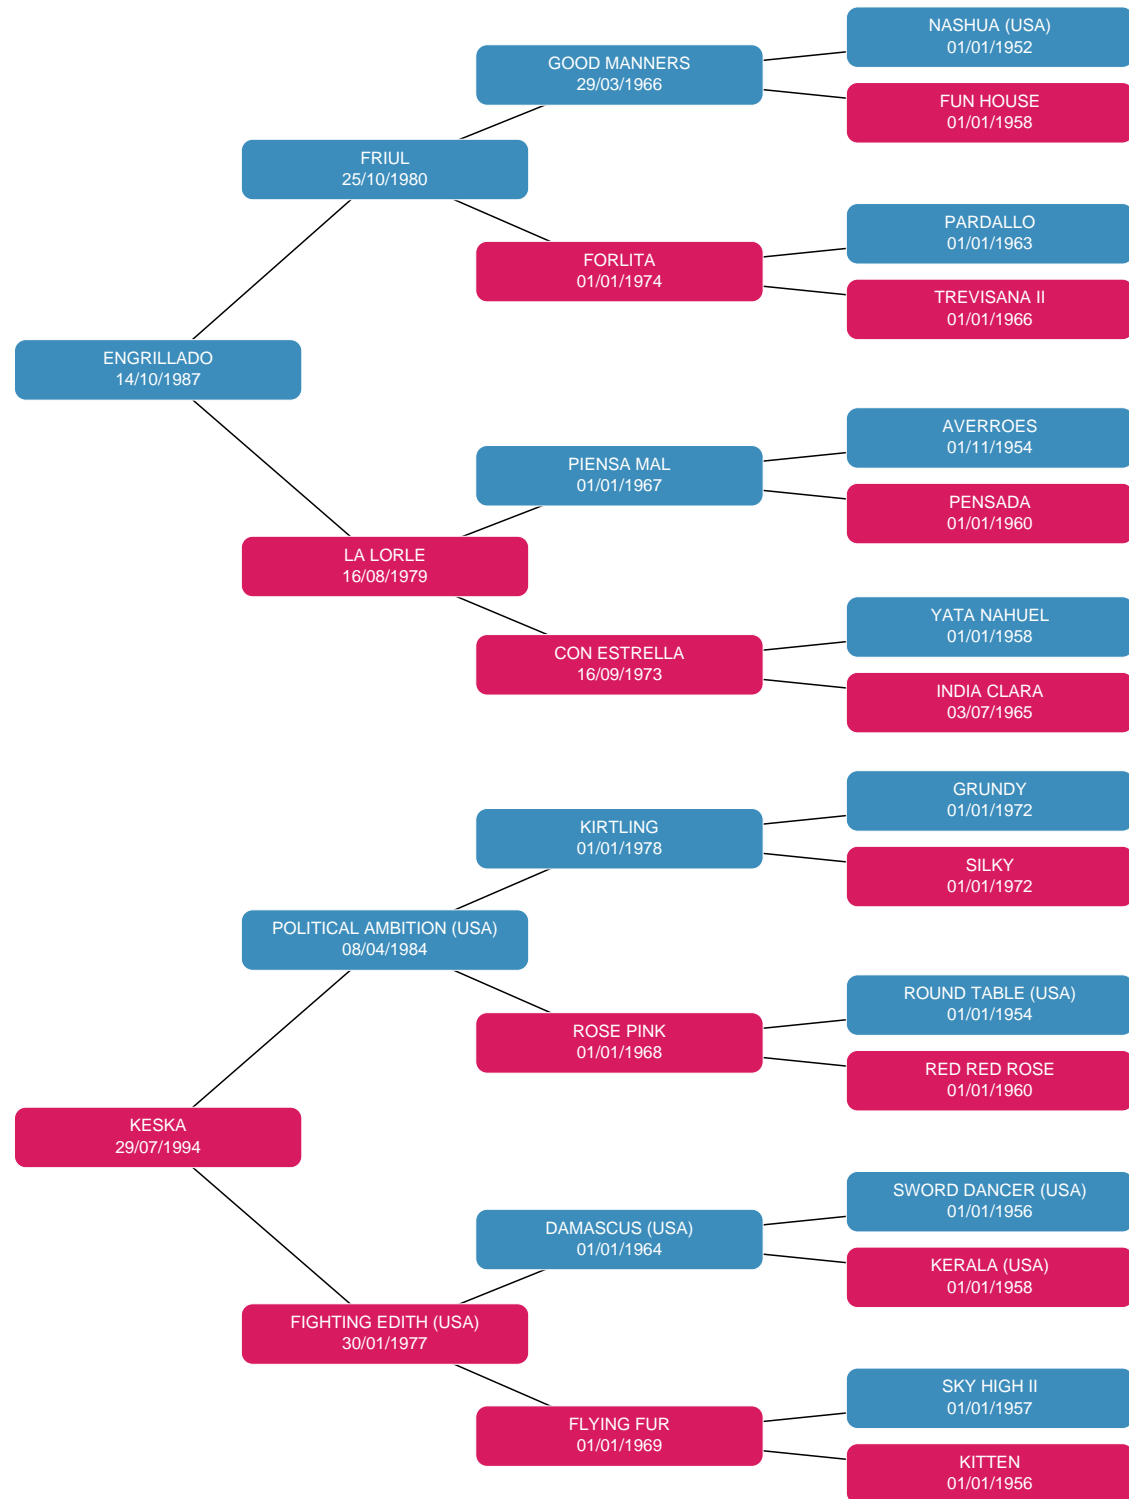 NASHUA (USA)
01/01/1952
GOOD MANNERS
29/03/1966
FUN HOUSE
01/01/1958
FRIUL
25/10/1980
PARDALLO
01/01/1963
FORLITA
01/01/1974
TREVISANA II
01/01/1966
ENGRILLADO
14/10/1987
AVERROES
01/11/1954
PIENSA MAL
01/01/1967
PENSADA
01/01/1960
LA LORLE
16/08/1979
YATA NAHUEL
01/01/1958
CON ESTRELLA
16/09/1973
INDIA CLARA
03/07/1965
GRUNDY
01/01/1972
KIRTLING
01/01/1978
SILKY
01/01/1972
POLITICAL AMBITION (USA)
08/04/1984
ROUND TABLE (USA)
01/01/1954
ROSE PINK
01/01/1968
RED RED ROSE
01/01/1960
KESKA
29/07/1994
SWORD DANCER (USA)
01/01/1956
DAMASCUS (USA)
01/01/1964
KERALA (USA)
01/01/1958
FIGHTING EDITH (USA)
30/01/1977
SKY HIGH II
01/01/1957
FLYING FUR
01/01/1969
KITTEN
01/01/1956